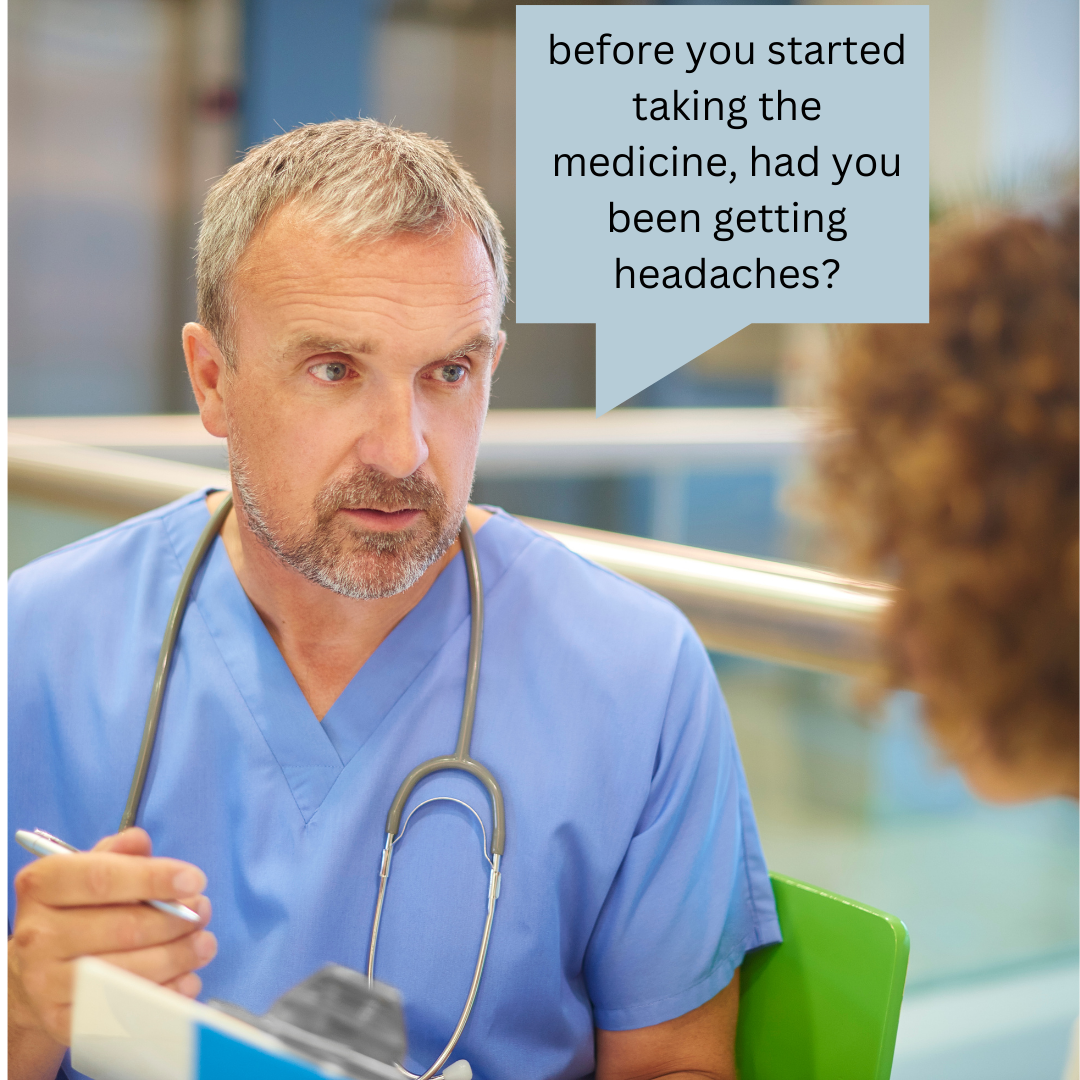 before you started
taking the
medicine, had you
been getting
headaches?